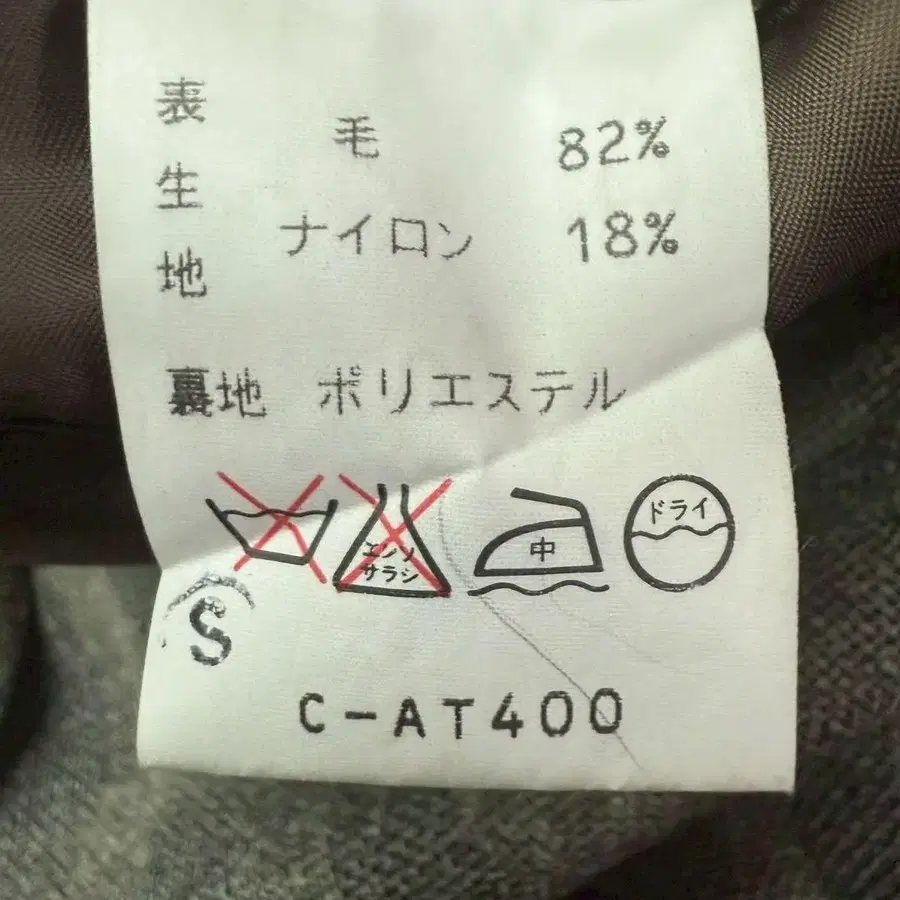 表生地
毛 82%
ナイロン 18%
裏地 ポリエステル
エンソ
サラシ
中
ドライ
S
C-AT400